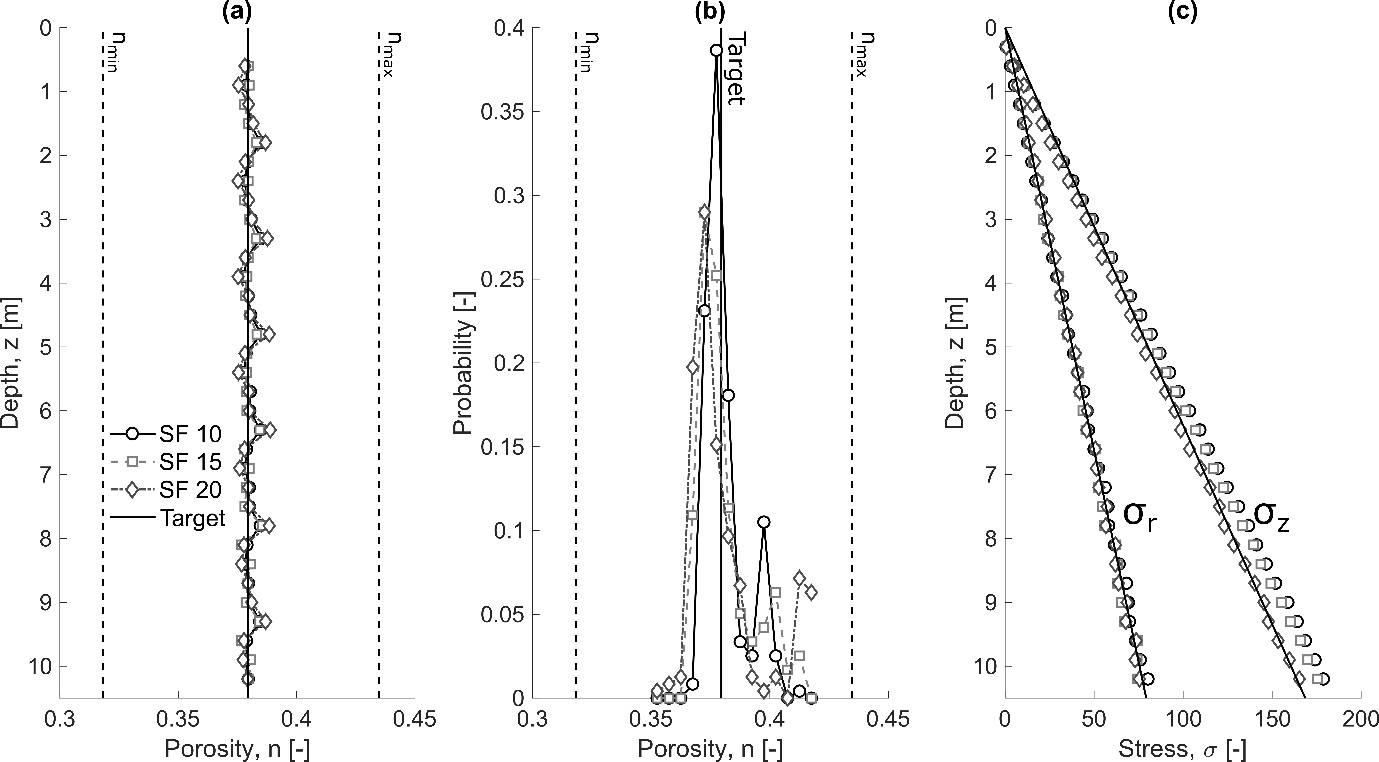 (a)
0
1
2
3
4
5
6
7
8
9
10
Depth, z [m]
n_min
n_max
SF 10
SF 15
SF 20
Target
0.3
0.35
0.4
0.45
Porosity, n [-]
(b)
0.4
0.35
0.3
0.25
0.2
0.15
0.1
0.05
0
Probability [-]
n_min
Target
n_max
0.3
0.35
0.4
0.45
Porosity, n [-]
(c)
0
1
2
3
4
5
6
7
8
9
10
Depth, z [m]
σ_r
σ_z
0
50
100
150
200
Stress, σ [-]